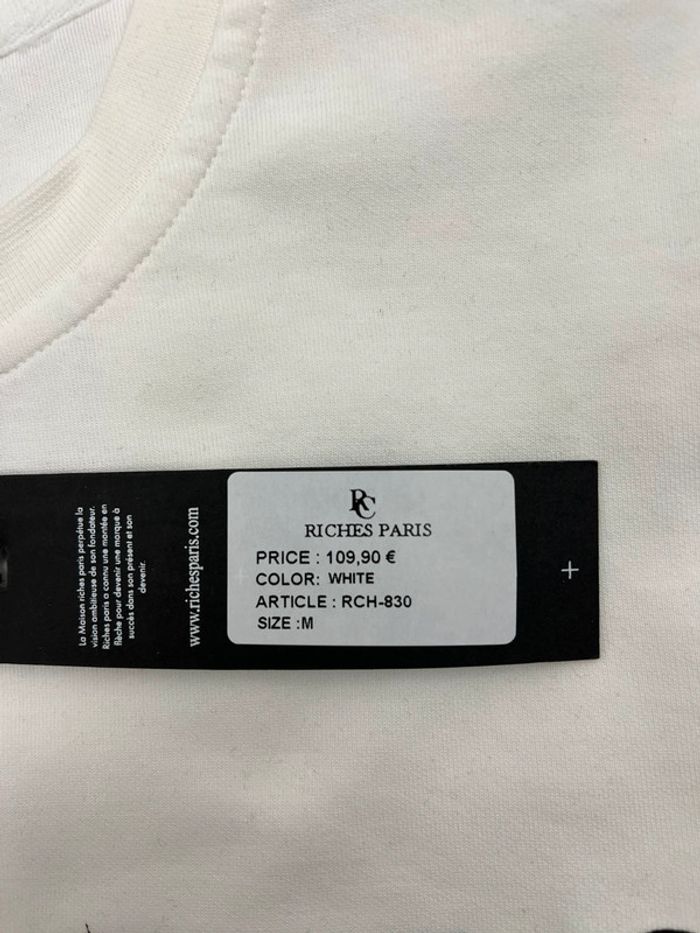 La Maison riches paris perpétue la
vision ambitieuse de son fondateur.
Riches paris a connu une montée en
flèche pour devenir une marque à
succès dans son présent et son
devenir.
www.richesparis.com
RC
RICHES PARIS
PRICE : 109,90 €
COLOR: WHITE
ARTICLE : RCH-830
SIZE :M